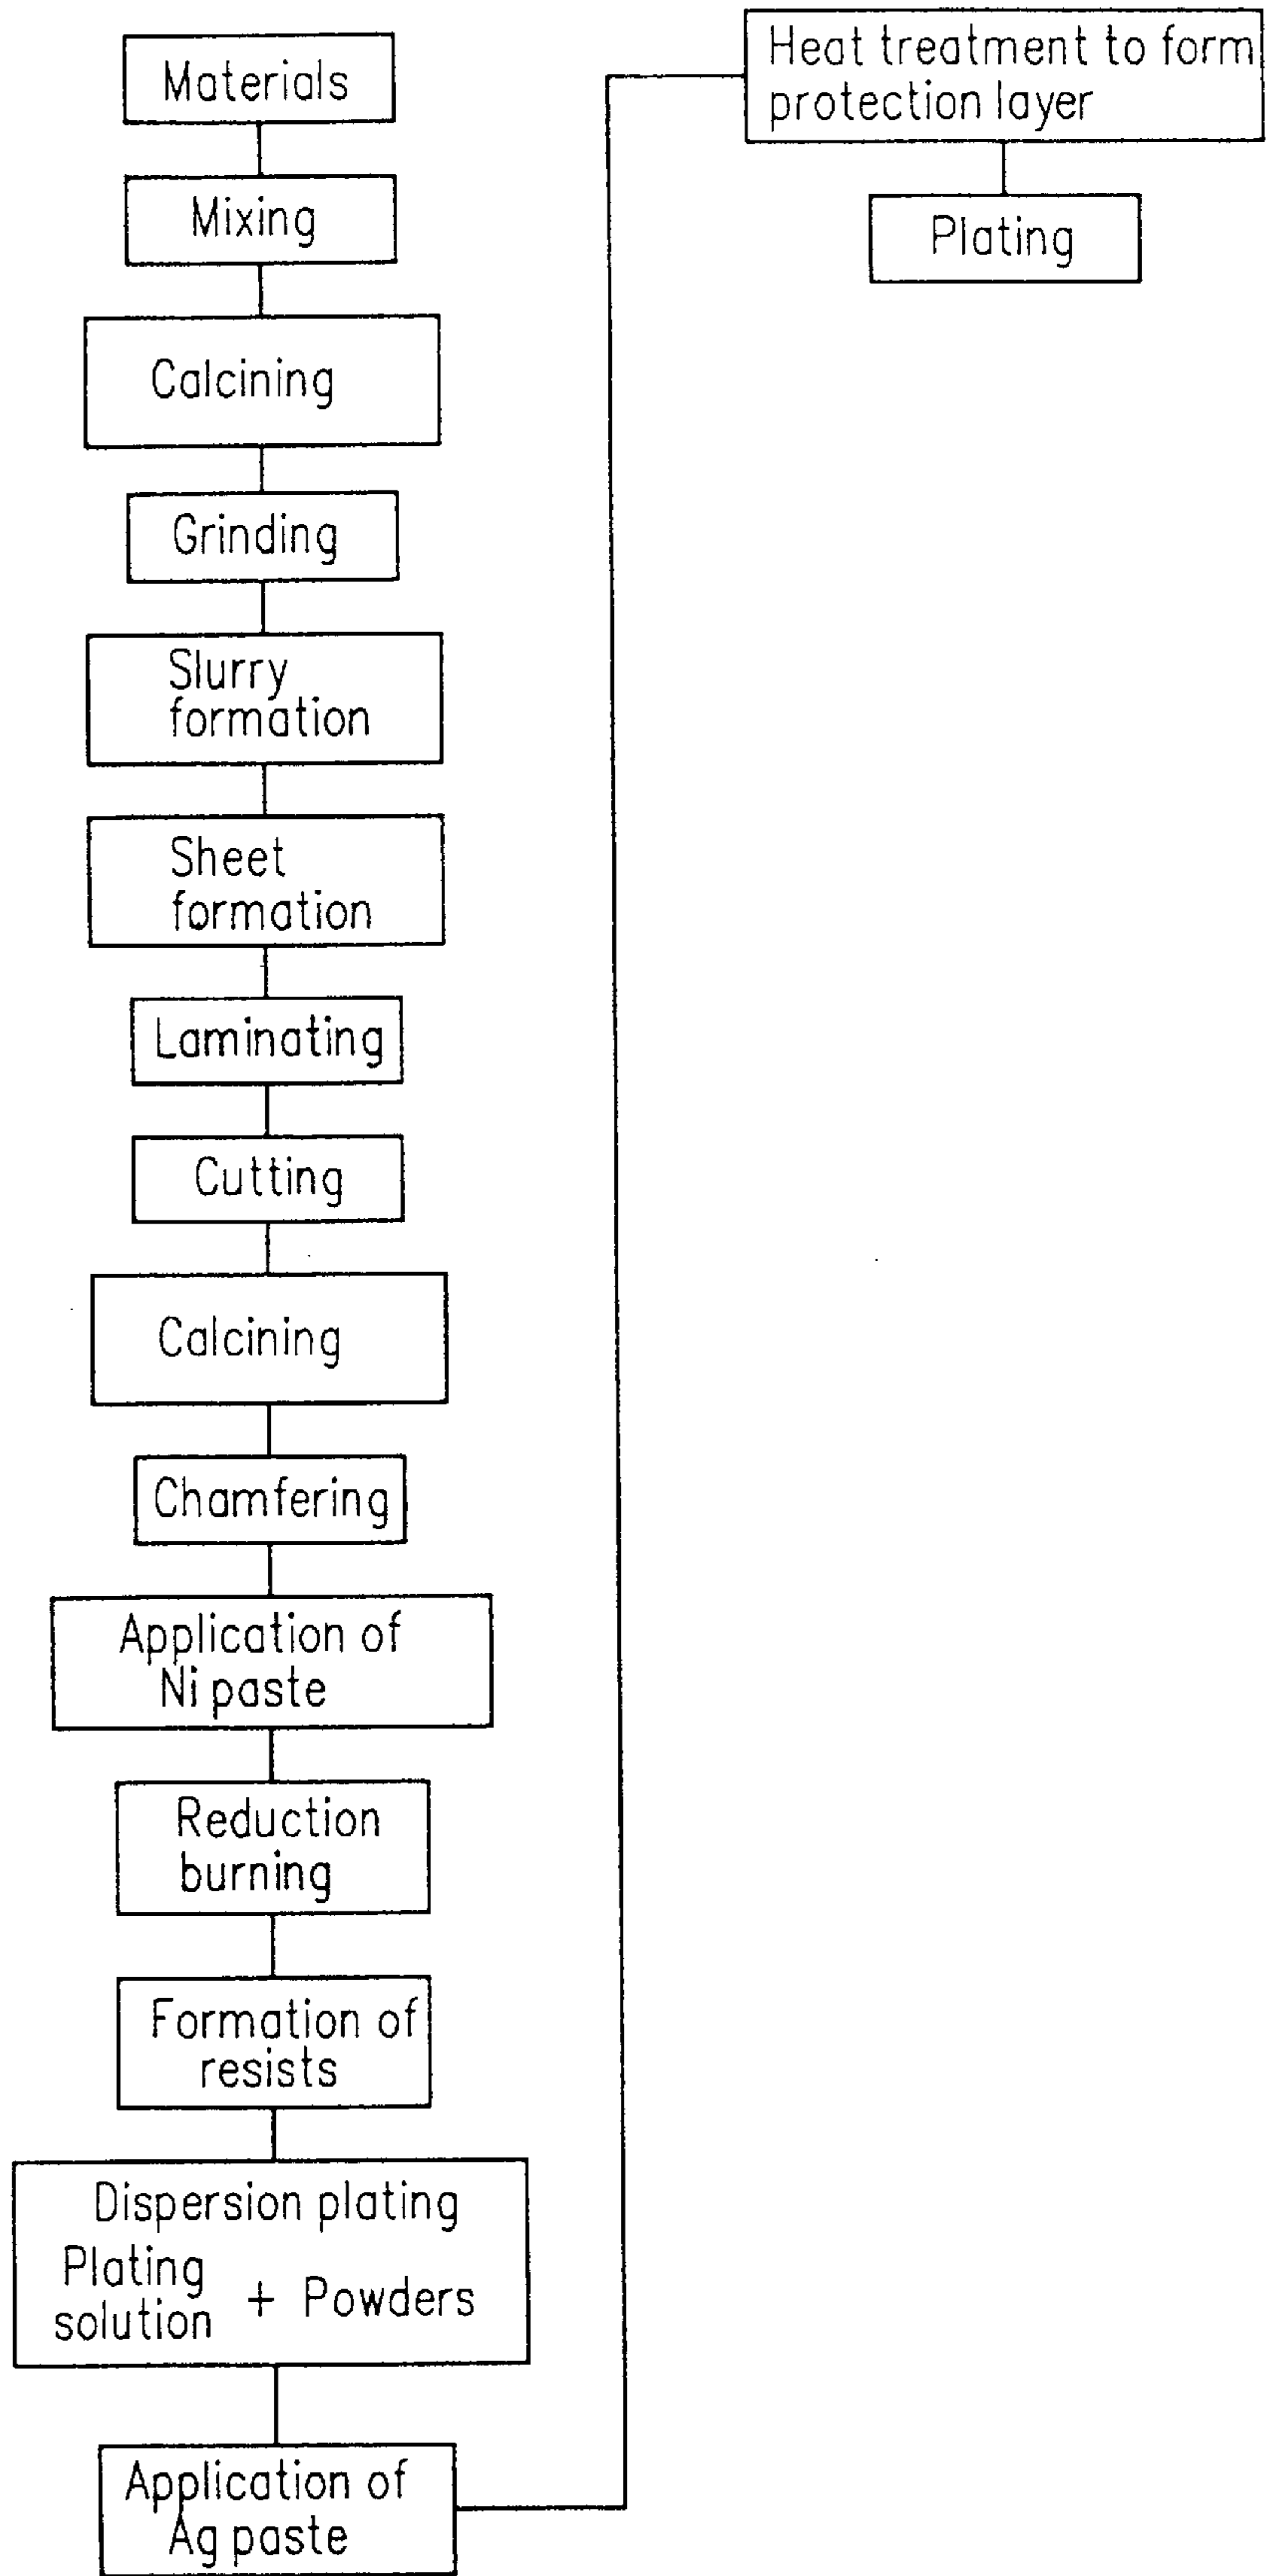 Materials
Mixing
Calcining
Grinding
Slurry
formation
Sheet
formation
Laminating
Cutting
Calcining
Chamfering
Application of
Ni paste
Reduction
burning
Formation of
resists
Dispersion plating
Plating
solution + Powders
Application of
Ag paste
Heat treatment to form
protection layer
Plating